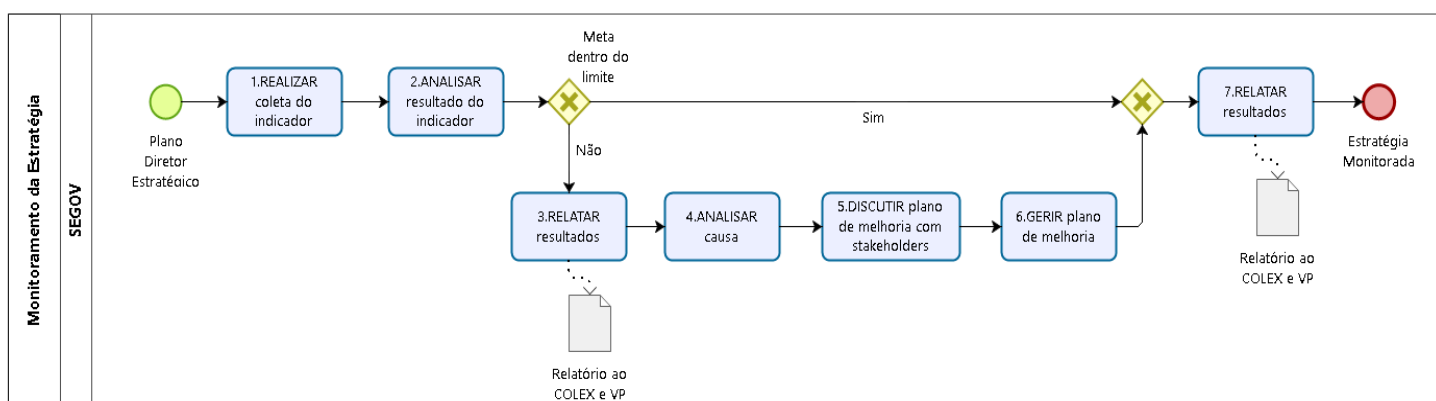 Monitoramento da Estratégia
SEGOV
Plano
Diretor
Estratégico
1.REALIZAR
coleta do
indicador
2.ANALISAR
resultado do
indicador
Meta
dentro do
limite
Sim
Não
3.RELATAR
resultados
Relatório ao
COLEX e VP
4.ANALISAR
causa
5.DISCUTIR plano
de melhoria com
stakeholders
6.GERIR plano
de melhoria
7.RELATAR
resultados
Relatório ao
COLEX e VP
Estratégia
Monitorada